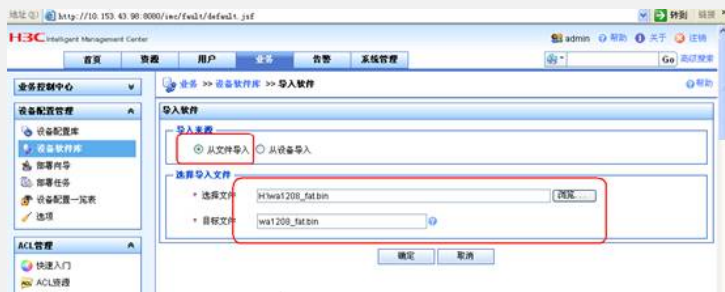 地址(D) http://10.153.43.98:8080/imc/fault/default.jsf 转到 链接
H3C Intelligent Management Center admin 帮助 关于 注销
首页 资源 用户 业务 告警 系统管理 Go 高级搜索
业务控制中心
业务 >> 设备软件库 >> 导入软件 帮助
设备配置管理
导入软件
设备配置库
导入来源
设备软件库
从文件导入 从设备导入
部署向导
选择导入文件
部署任务
* 选择文件 H:\wa1208_fat.bin 浏览...
设备配置一览表
选项
* 目标文件 wa1208_fat.bin
ACL管理
确定 取消
快速入门
ACL资源